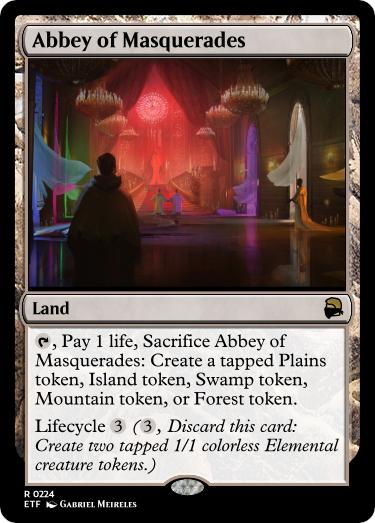 Abbey of Masquerades
Land
, Pay 1 life, Sacrifice Abbey of
Masquerades: Create a tapped Plains
token, Island token, Swamp token,
Mountain token, or Forest token.
Lifecycle 3 (3, Discard this card:
Create two tapped 1/1 colorless Elemental
creature tokens.)
R 0224
ETF Gabriel Meireles